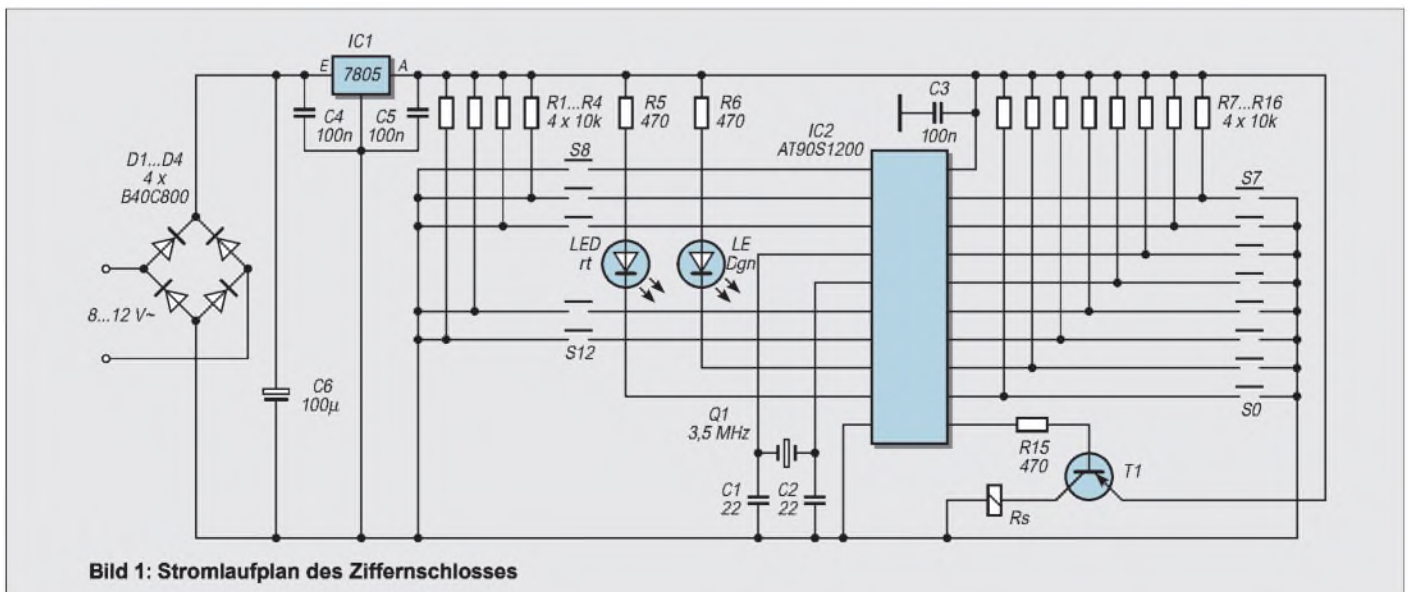 IC1
E
7805
A
C4
100n
C5
100n
R1...R4
4 x 10k
R5
470
R6
470
C3
100n
R7...R16
4 x 10k
IC2
AT90S1200
D1...D4
4 x
B40C800
S8
S7
LED
rt
LE
Dgn
8...12 V~
S12
S0
C6
100µ
Q1
3,5 MHz
R15
470
T1
C1
22
C2
22
Rs
Bild 1: Stromlaufplan des Ziffernschlosses